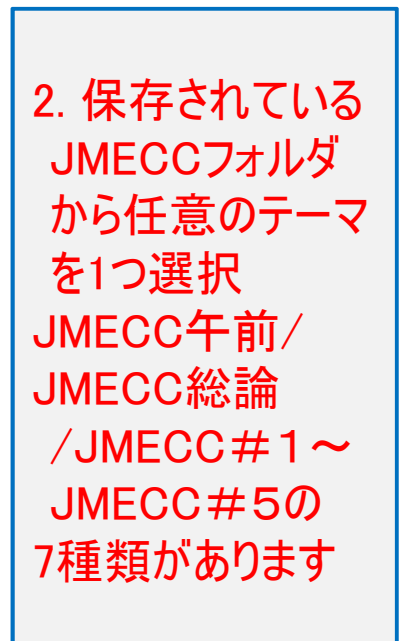 2. 保存されている
JMECCフォルダ
から任意のテーマ
を1つ選択
JMECC午前/
JMECC総論
/JMECC＃１～
JMECC＃５の
7種類があります